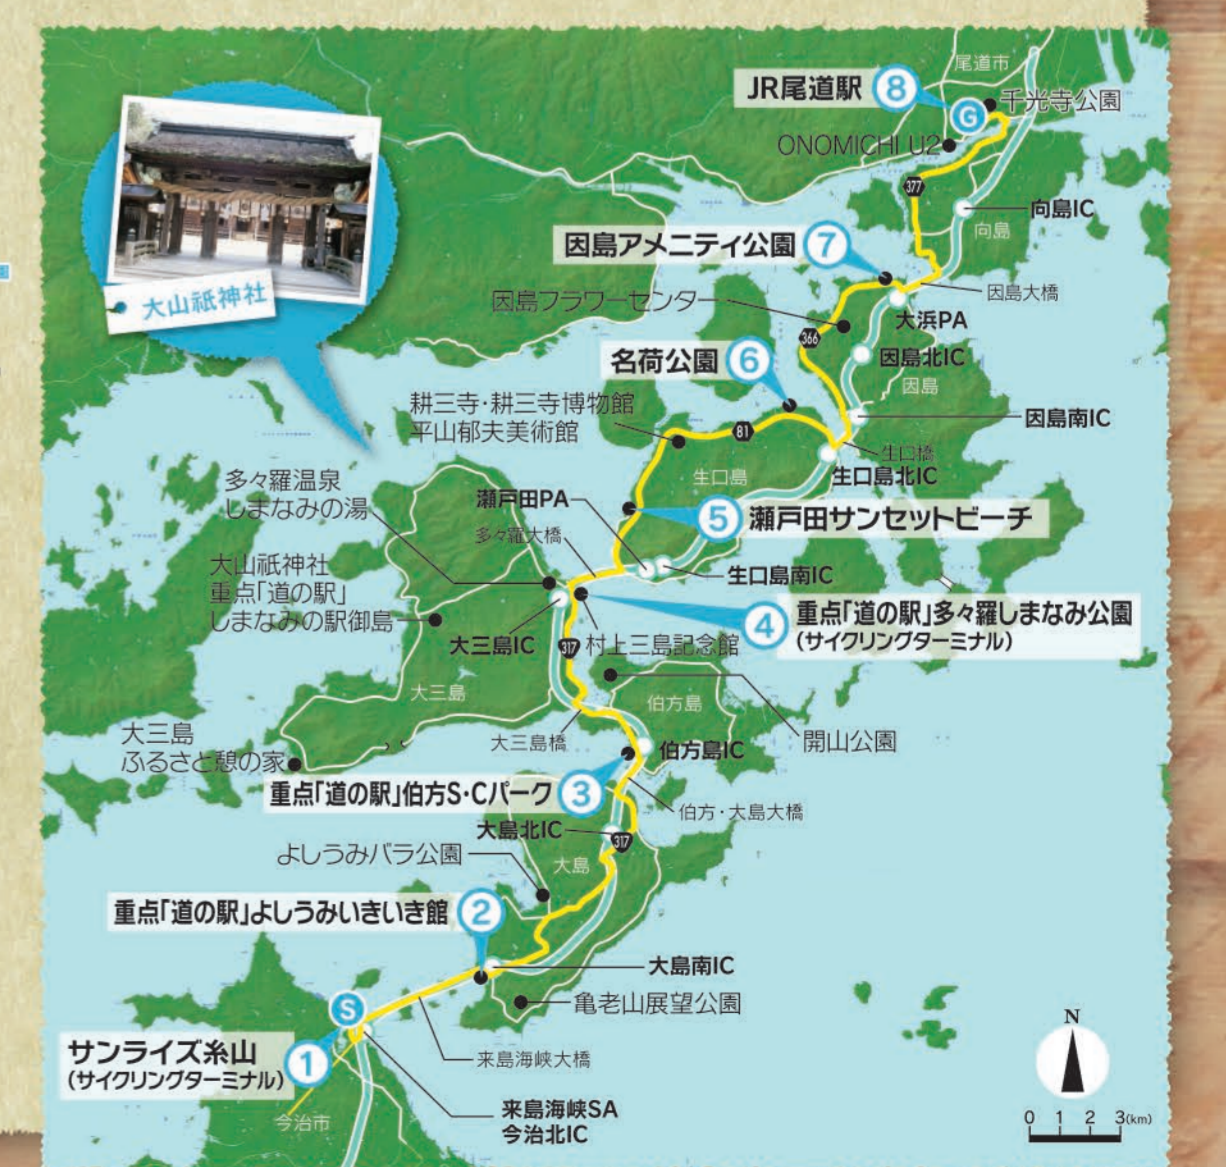 尾道市
JR尾道駅
8
G
千光寺公園
ONOMICHI U2
377
向島IC
向島
因島アメニティ公園
7
因島大橋
因島フラワーセンター
大浜PA
366
因島北IC
名荷公園
6
因島
大山祇神社
耕三寺・耕三寺博物館
平山郁夫美術館
81
因島南IC
生口橋
生口島
生口島北IC
多々羅温泉
しまなみの湯
瀬戸田PA
5
瀬戸田サンセットビーチ
多々羅大橋
大山祇神社
重点「道の駅」
しまなみの駅御島
生口島南IC
4
重点「道の駅」多々羅しまなみ公園
(サイクリングターミナル)
大三島IC
317
村上三島記念館
大三島
伯方島
大三島
ふるさと憩の家
大三島橋
伯方島IC
開山公園
重点「道の駅」伯方S・Cパーク
3
伯方・大島大橋
大島北IC
317
よしうみバラ公園
大島
重点「道の駅」よしうみいきいき館
2
大島南IC
亀老山展望公園
S
サンライズ糸山
(サイクリングターミナル)
1
来島海峡大橋
今治市
来島海峡SA
今治北IC
N
0 1 2 3(km)